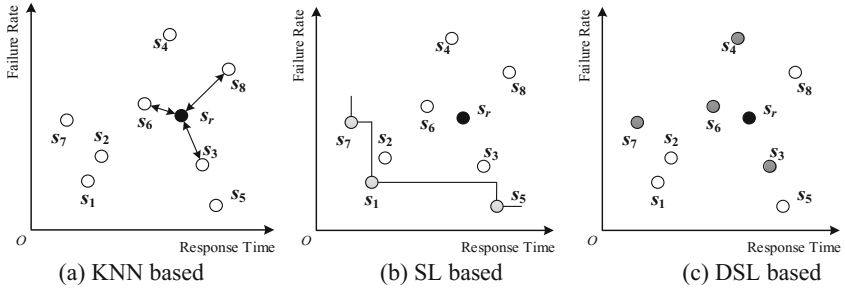 Failure Rate
s4
s8
s6
sr
s7
s2
s3
s1
s5
O
Response Time
(a) KNN based
Failure Rate
s4
s8
s6
sr
s7
s2
s3
s1
s5
O
Response Time
(b) SL based
Failure Rate
s4
s8
s6
sr
s7
s2
s3
s1
s5
O
Response Time
(c) DSL based